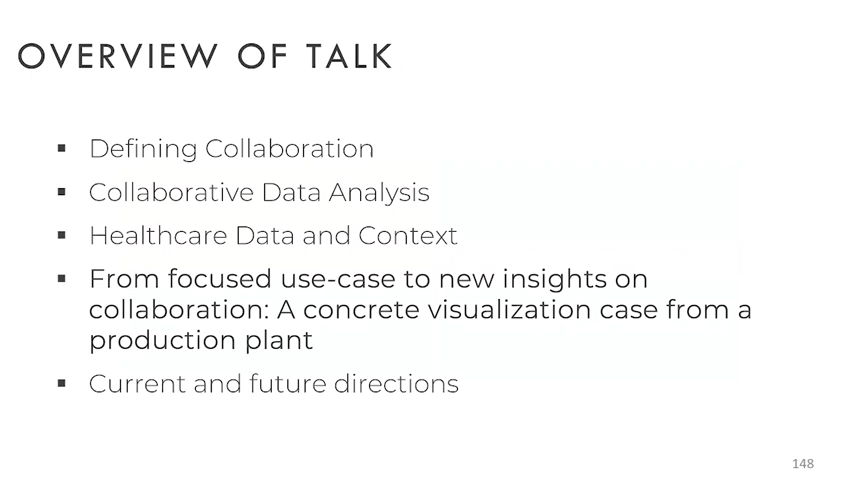 OVERVIEW OF TALK
▪ Defining Collaboration
▪ Collaborative Data Analysis
▪ Healthcare Data and Context
▪ From focused use-case to new insights on
collaboration: A concrete visualization case from a
production plant
▪ Current and future directions
148